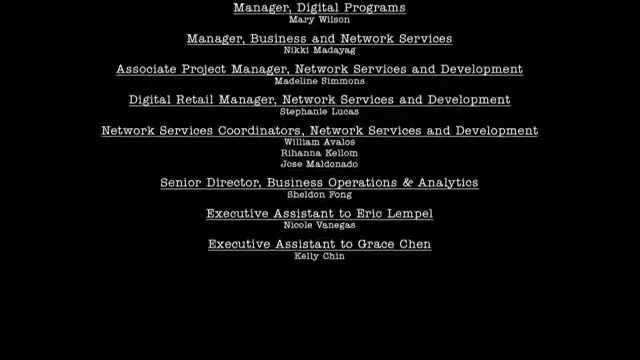 Manager, Digital Programs
Mary Wilson
Manager, Business and Network Services
Nikki Madayag
Associate Project Manager, Network Services and Development
Madeline Simmons
Digital Retail Manager, Network Services and Development
Stephanie Lucas
Network Services Coordinators, Network Services and Development
William Avalos
Rihanna Kellom
Jose Maldonado
Senior Director, Business Operations & Analytics
Sheldon Fong
Executive Assistant to Eric Lempel
Nicole Vanegas
Executive Assistant to Grace Chen
Kelly Chin